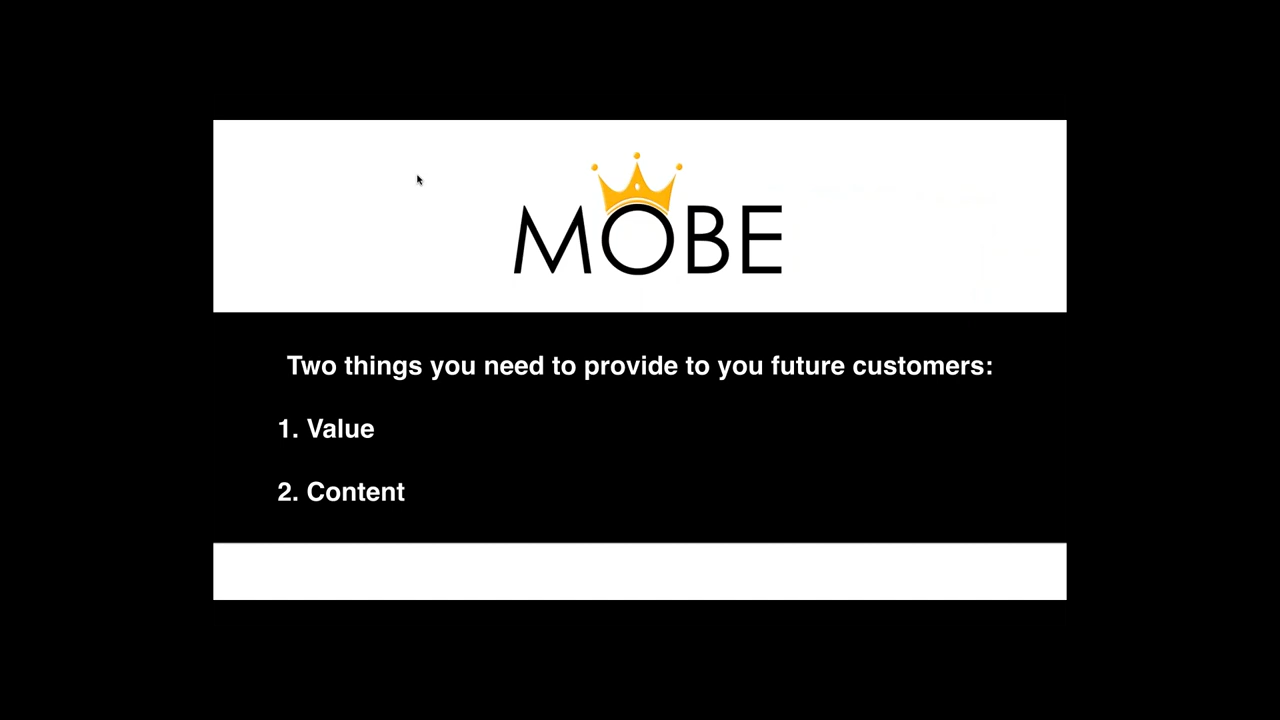 MOBE
Two things you need to provide to you future customers:
1. Value
2. Content